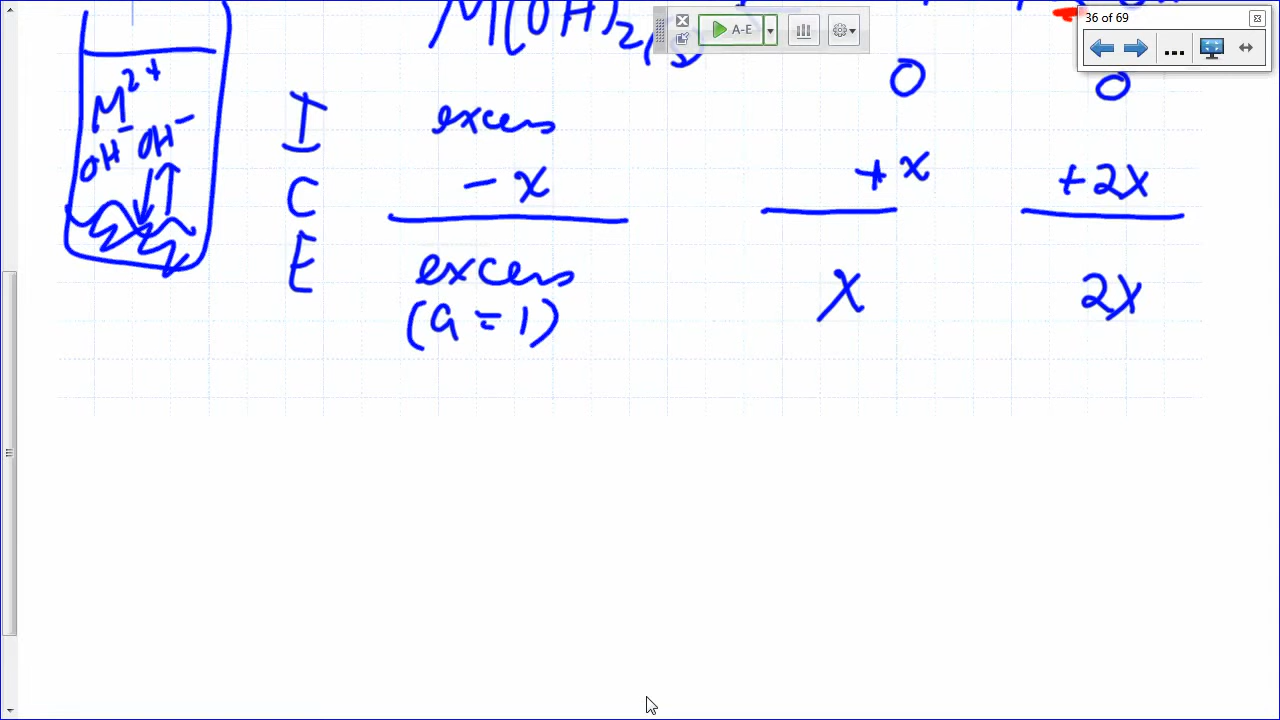 M(OH)2(s)
A-E
36 of 69
M2+
OH- OH-
I excess 0 0
C - x + x + 2x
E excess x 2x
(a = 1)